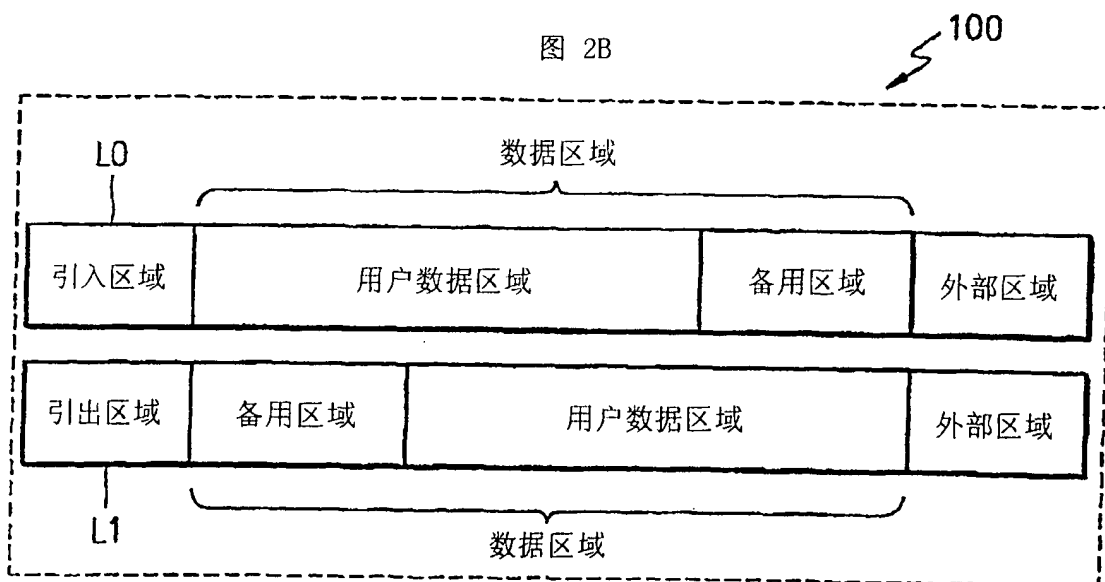 图 2B
100
数据区域
L0
引入区域 用户数据区域 备用区域 外部区域
引出区域 备用区域 用户数据区域 外部区域
L1
数据区域